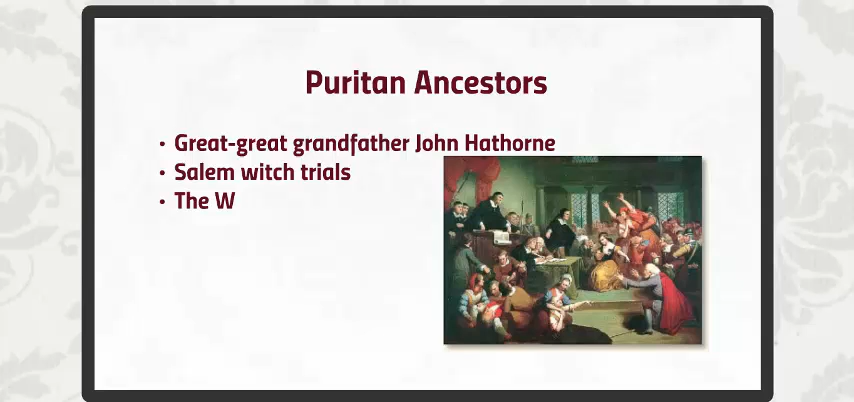 Puritan Ancestors
• Great-great grandfather John Hathorne
• Salem witch trials
• The W